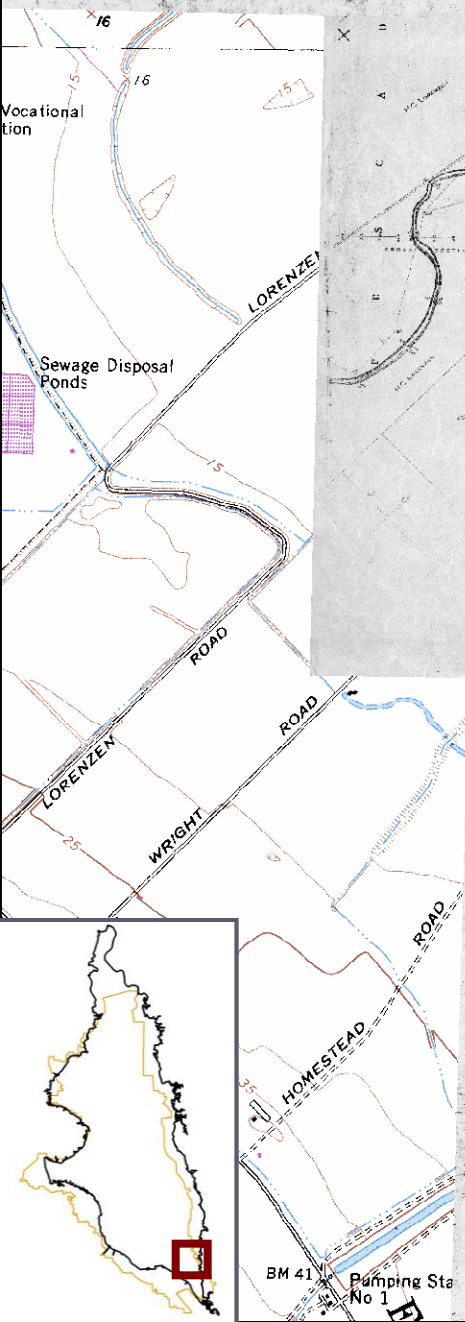 16
16
15
15
Vocational
tion
LORENZEN
Sewage Disposal
Ponds
15
ROAD
ROAD
LORENZEN
WRIGHT
25
ROAD
HOMESTEAD
35
BM 41
Pumping Sta
No 1